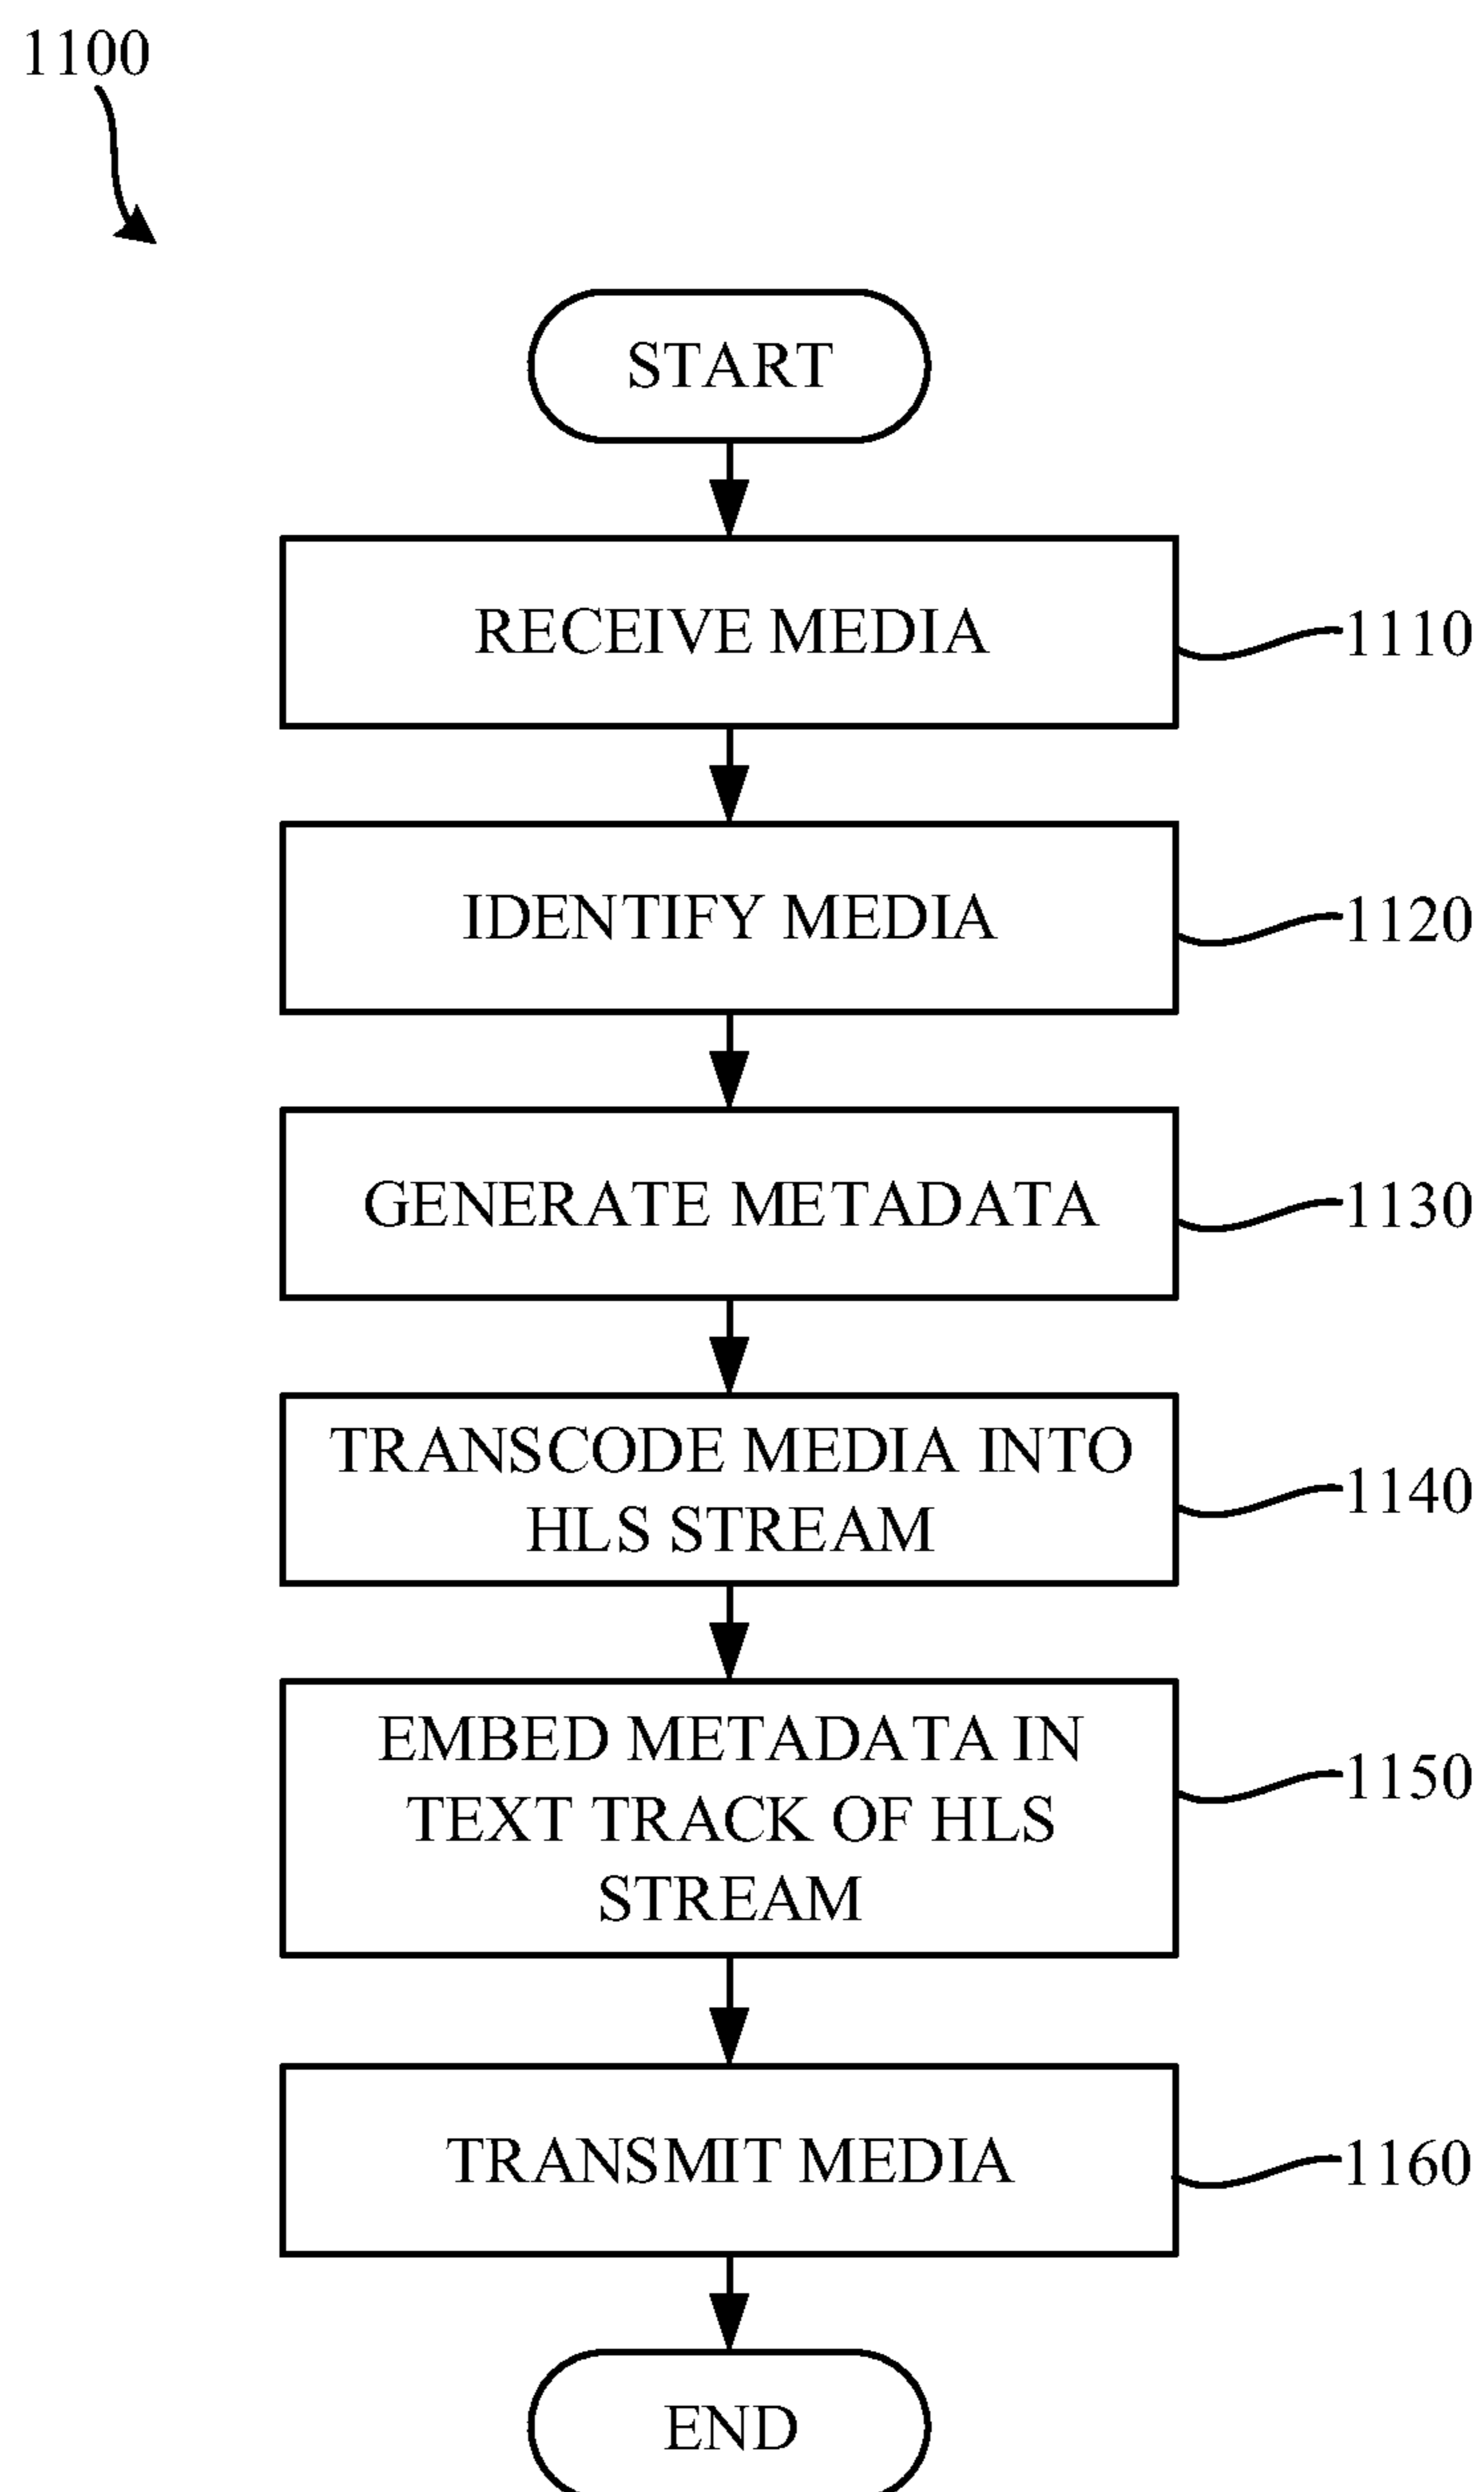 1100
START
RECEIVE MEDIA
1110
IDENTIFY MEDIA
1120
GENERATE METADATA
1130
TRANSCODE MEDIA INTO
HLS STREAM
1140
EMBED METADATA IN
TEXT TRACK OF HLS
STREAM
1150
TRANSMIT MEDIA
1160
END